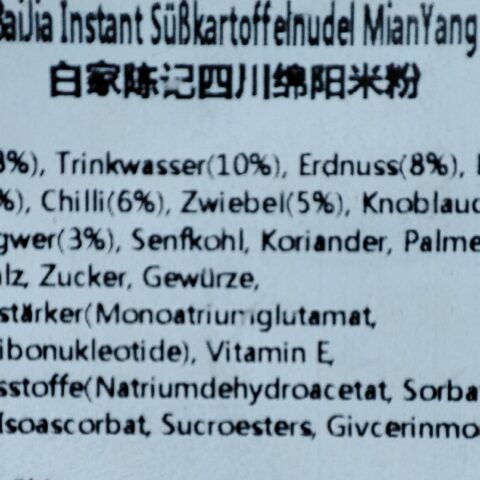 BaiJia Instant Süßkartoffelnudel MianYang
白家陈记四川绵阳米粉
8%), Trinkwasser(10%), Erdnuss(8%),
%), Chilli(6%), Zwiebel(5%), Knoblauc
gwer(3%), Senfkohl, Koriander, Palme
alz, Zucker, Gewürze,
stärker(Monoatriumglutamat,
ibonukleotide), Vitamin E,
gsstoffe(Natriumdehydroacetat, Sorba
Isoascorbat, Sucroesters, Givcerinmo